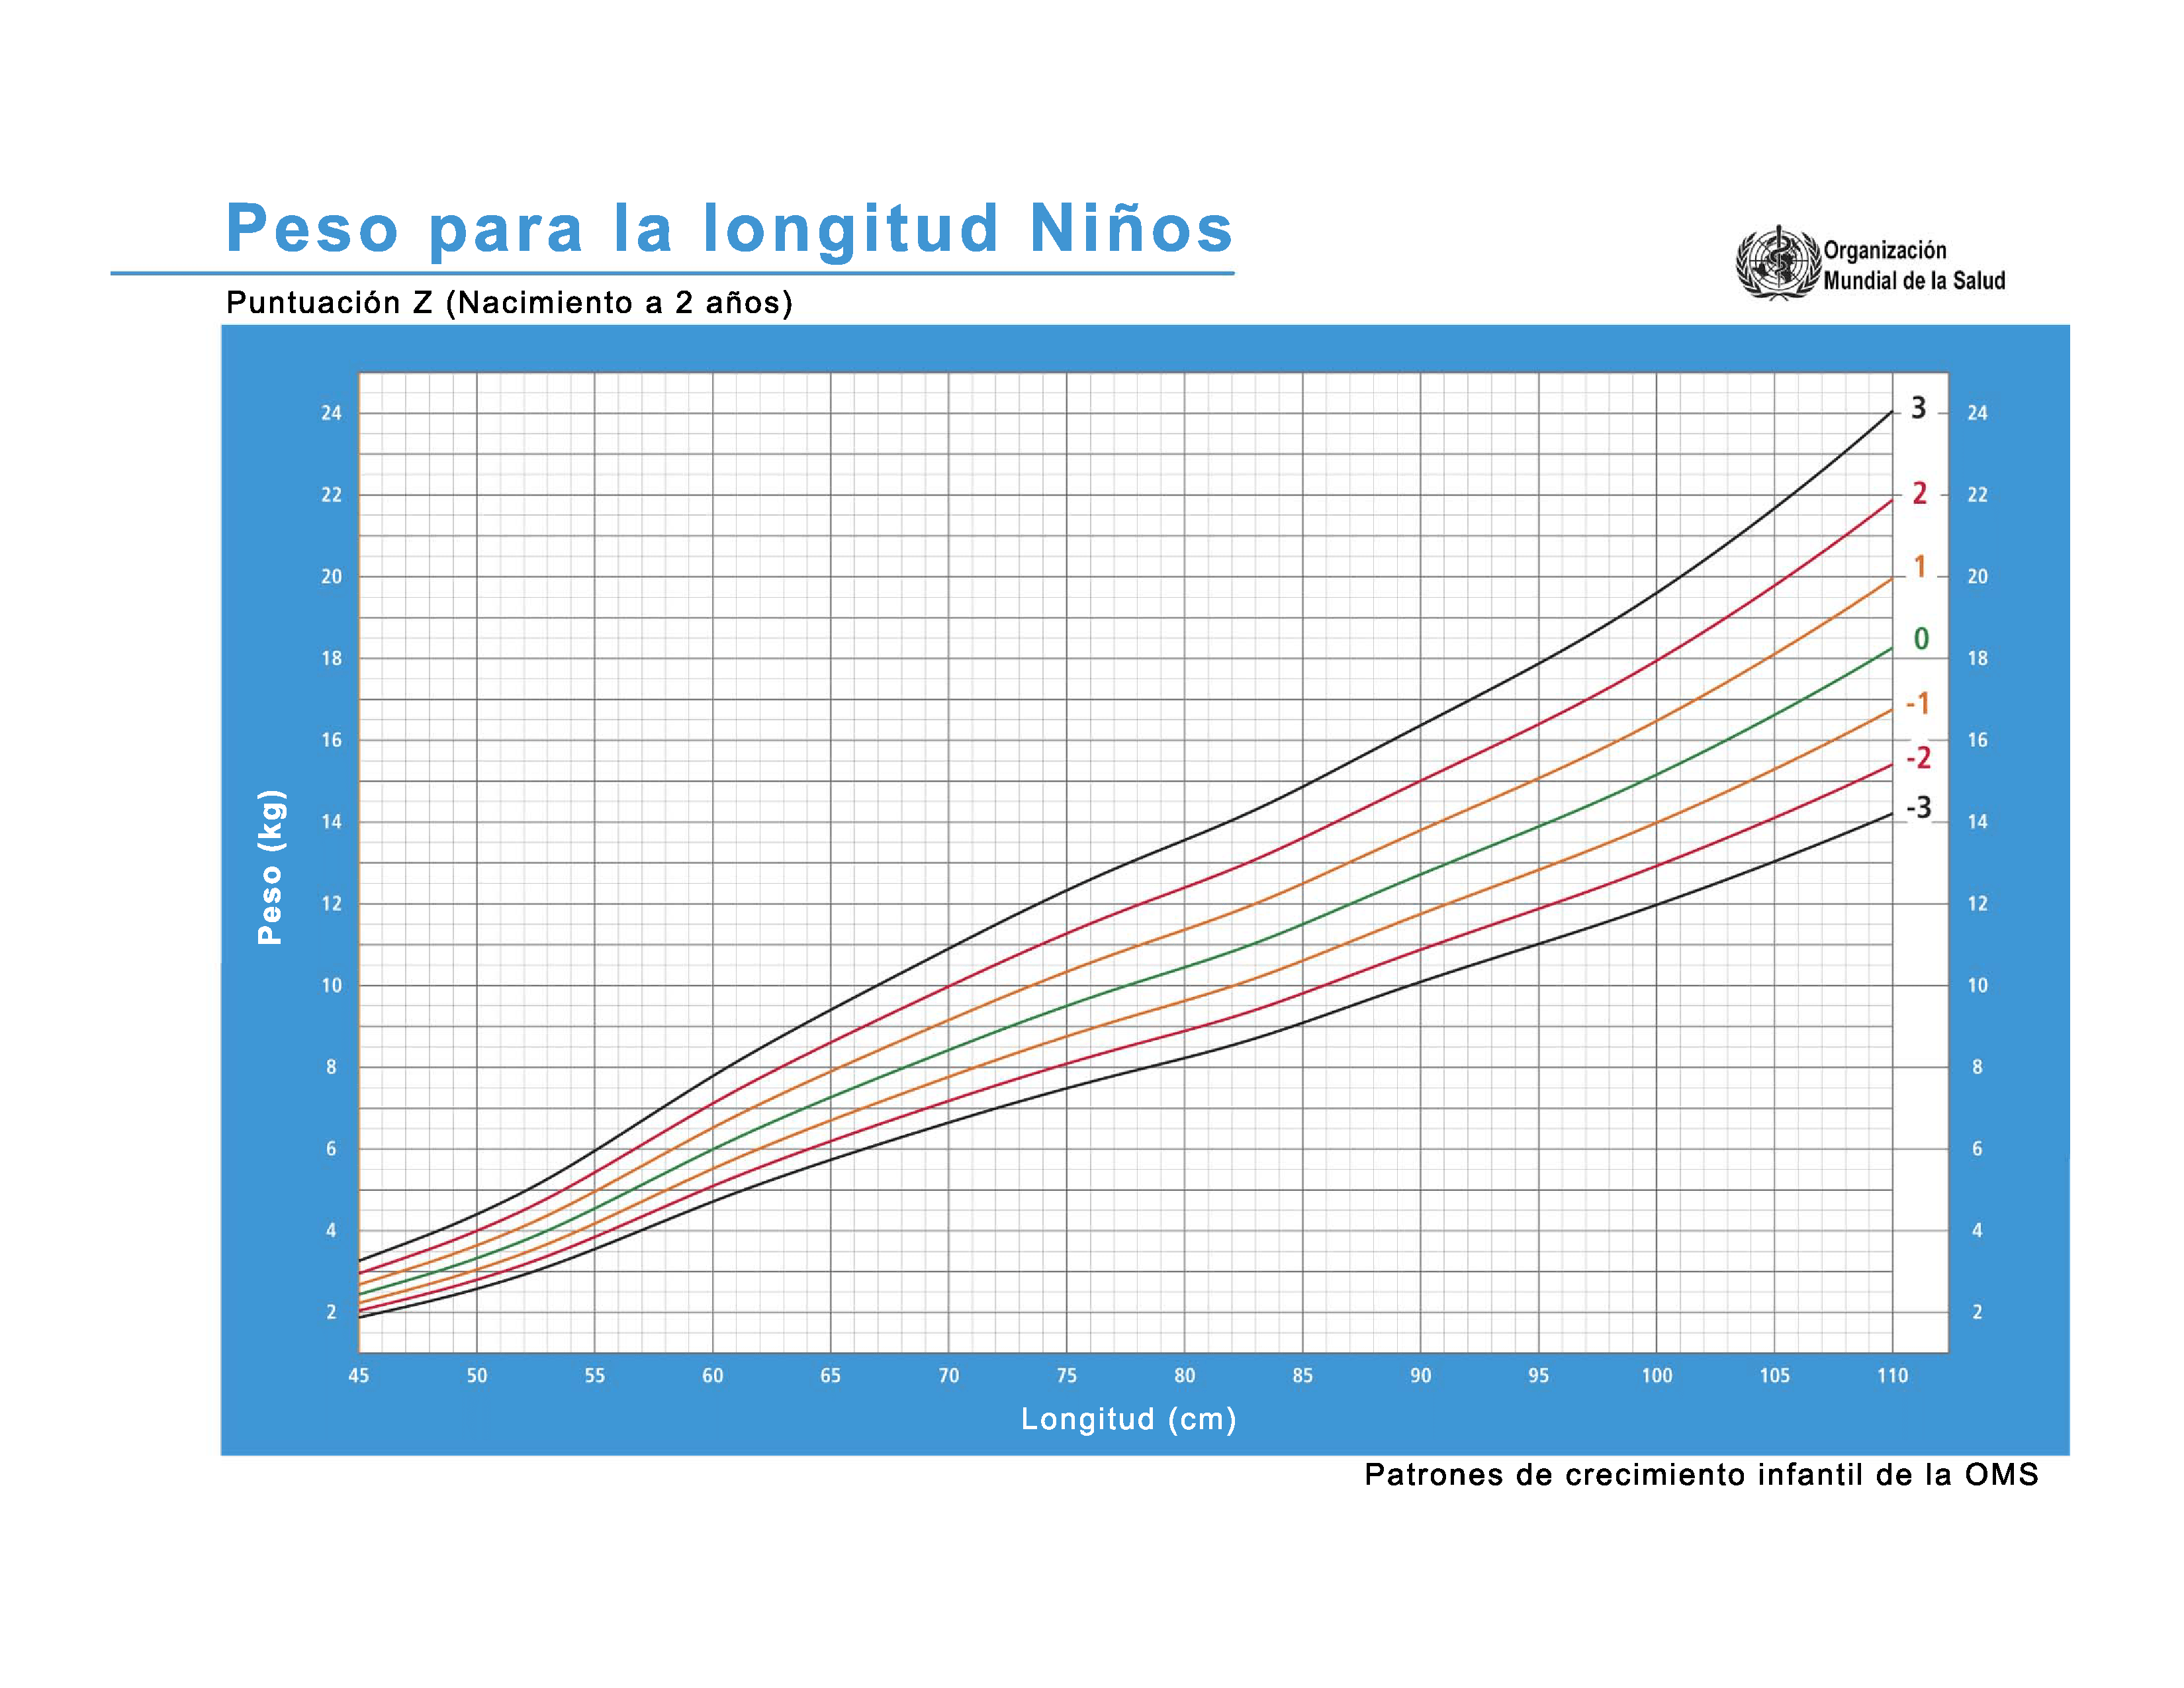 Peso para la longitud Niños
Organización
Mundial de la Salud
Puntuación Z (Nacimiento a 2 años)
24 3 24
22 2 22
20 1 20
0
18 18
-1
16 16
-2
-3
14 14
12 12
10 10
8 8
6 6
4 4
2 2
Peso (kg)
45 50 55 60 65 70 75 80 85 90 95 100 105 110
Longitud (cm)
Patrones de crecimiento infantil de la OMS